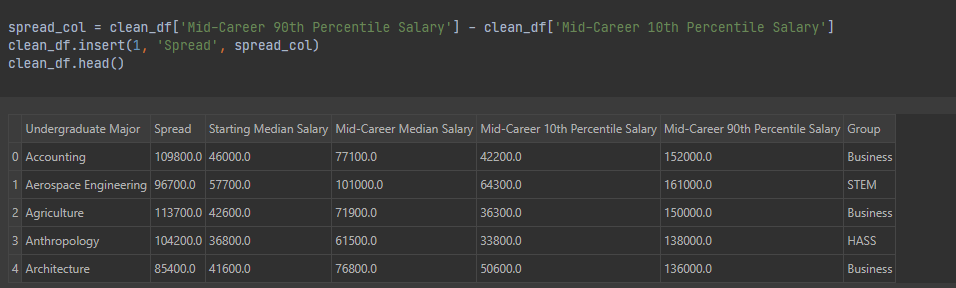 spread_col = clean_df['Mid-Career 90th Percentile Salary'] - clean_df['Mid-Career 10th Percentile Salary']
clean_df.insert(1, 'Spread', spread_col)
clean_df.head()
Undergraduate Major Spread Starting Median Salary Mid-Career Median Salary Mid-Career 10th Percentile Salary Mid-Career 90th Percentile Salary Group
0 Accounting 109800.0 46000.0 77100.0 42200.0 152000.0 Business
1 Aerospace Engineering 96700.0 57700.0 101000.0 64300.0 161000.0 STEM
2 Agriculture 113700.0 42600.0 71900.0 36300.0 150000.0 Business
3 Anthropology 104200.0 36800.0 61500.0 33800.0 138000.0 HASS
4 Architecture 85400.0 41600.0 76800.0 50600.0 136000.0 Business